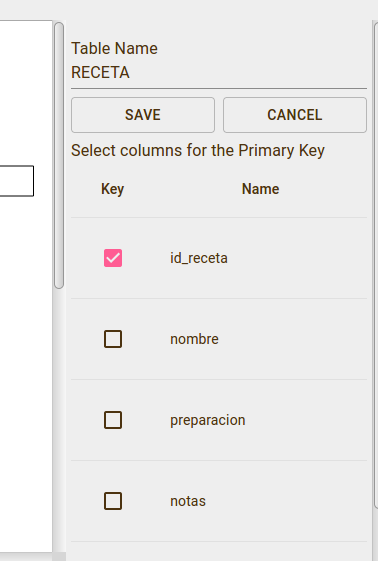 Table Name
RECETA
SAVE CANCEL
Select columns for the Primary Key
Key Name
id_receta
nombre
preparacion
notas